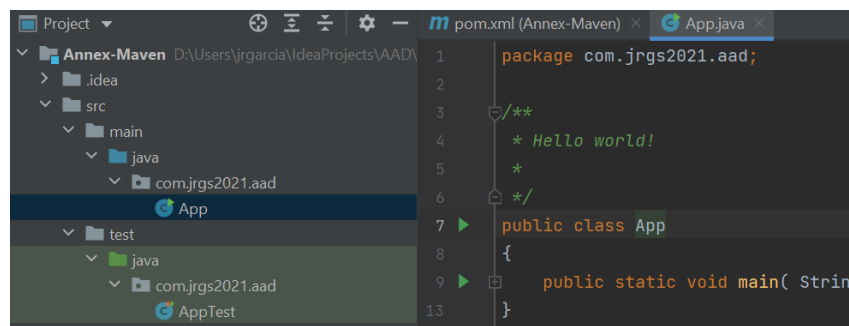 Project
Annex-Maven D:\Users\jrgarcia\IdeaProjects\AAD\
.idea
src
main
java
com.jrgs2021.aad
App
test
java
com.jrgs2021.aad
AppTest
pom.xml (Annex-Maven) App.java
1 package com.jrgs2021.aad;
2
3 /**
4 * Hello world!
5 *
6 */
7 public class App
8 {
9 public static void main( Strin
13 }